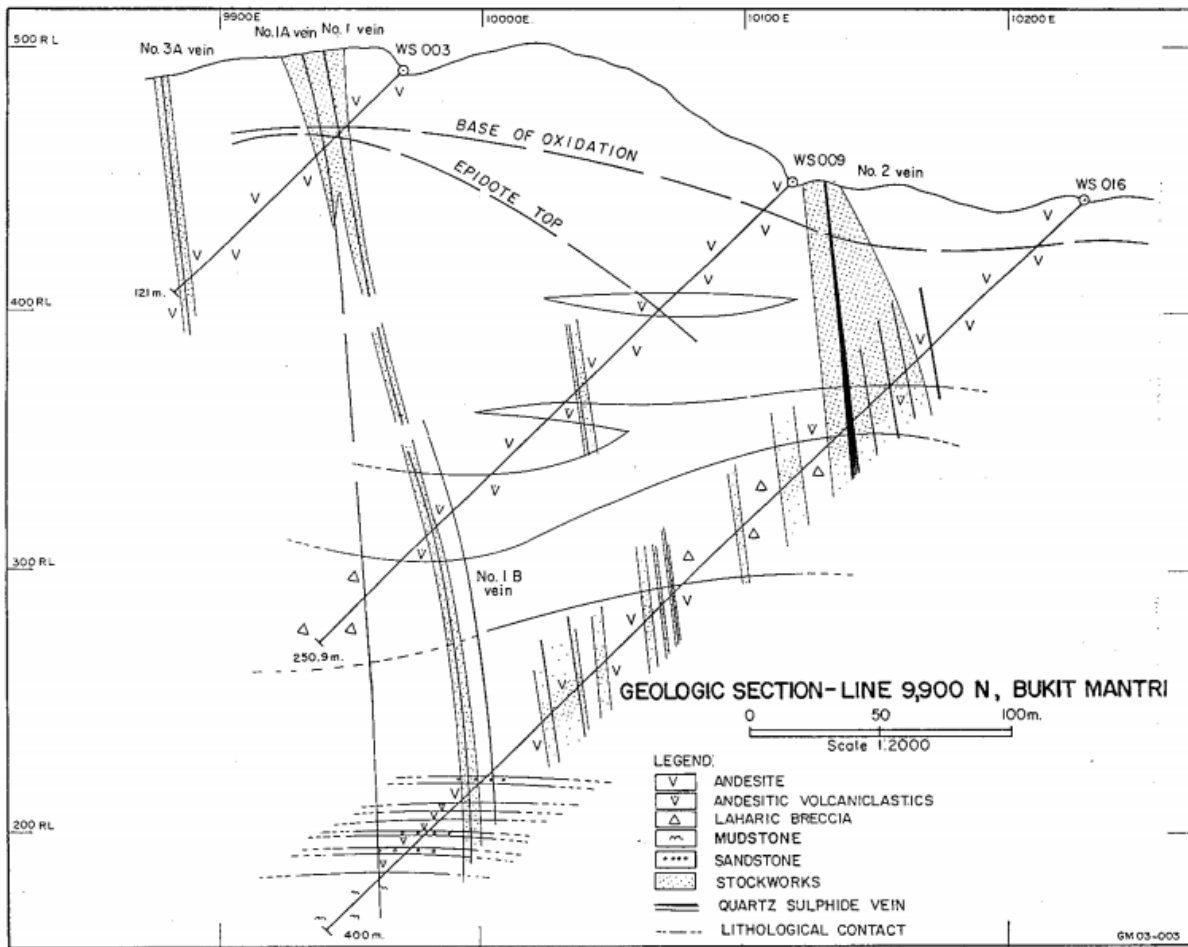 9900E
10000E.
10100 E
10200 E
500 RL
400 RL
300 RL
200 RL
No. 3A vein
No. 1A vein
No. 1 vein
WS 003
BASE OF OXIDATION
EPIDOTE TOP
WS 009
No. 2 vein
WS 016
121 m.
No. 1 B
vein
250.9 m.
400 m.
GEOLOGIC SECTION-LINE 9,900 N, BUKIT MANTRI
0 50 100 m.
Scale 1:2000
LEGEND:
V ANDESITE
ANDESITIC VOLCANICLASTICS
LAHARIC BRECCIA
MUDSTONE
SANDSTONE
STOCKWORKS
QUARTZ SULPHIDE VEIN
LITHOLOGICAL CONTACT
GM 03-003